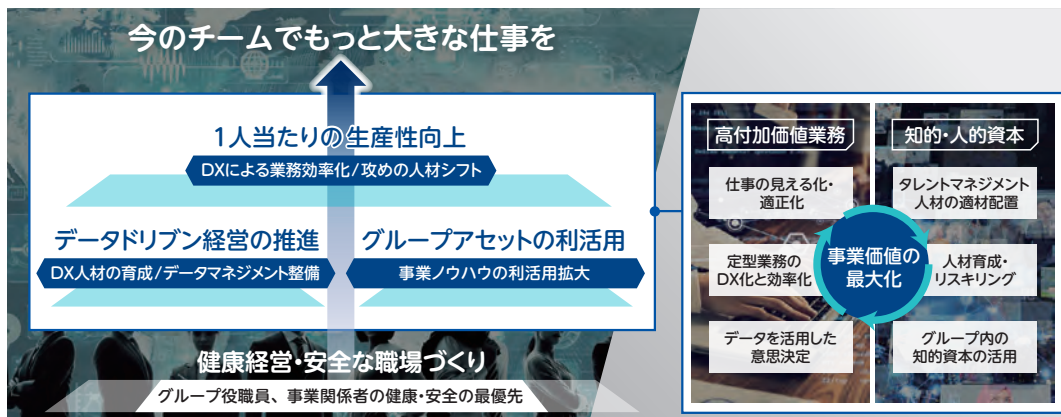 今のチームでもっと大きな仕事を
1人当たりの生産性向上
DXによる業務効率化/攻めの人材シフト
データドリブン経営の推進
DX人材の育成/データマネジメント整備
グループアセットの利活用
事業ノウハウの利活用拡大
健康経営・安全な職場づくり
グループ役職員、事業関係者の健康・安全の最優先
高付加価値業務
仕事の見える化・
適正化
定型業務の
DX化と効率化
データを活用した
意思決定
事業価値の
最大化
知的・人的資本
タレントマネジメント
人材の適材配置
人材育成・
リスキリング
グループ内の
知的資本の活用